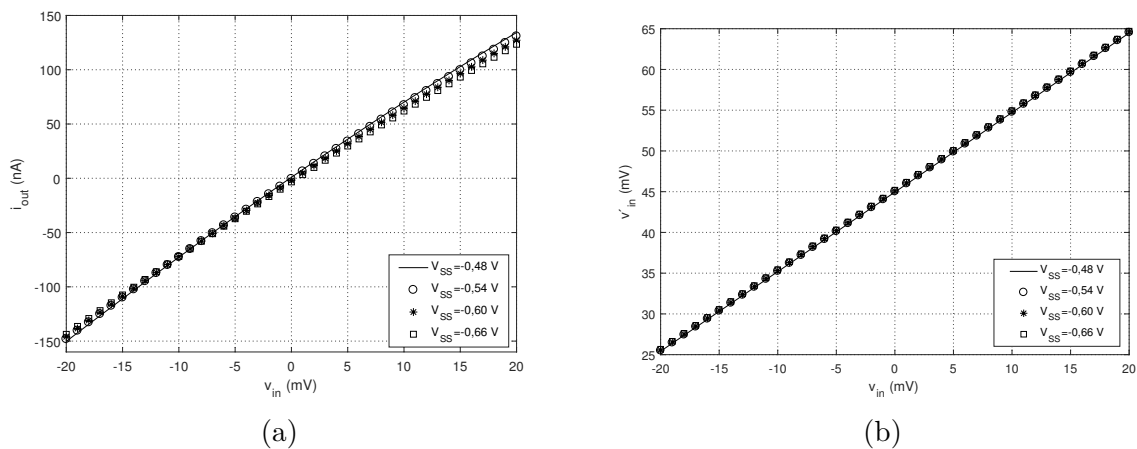 150
100
50
0
-50
-100
-150
i_out (nA)
-20 -15 -10 -5 0 5 10 15 20
v_in (mV)
V_SS=-0,48 V
V_SS=-0,54 V
V_SS=-0,60 V
V_SS=-0,66 V
(a)
65
60
55
50
45
40
35
30
25
v'_in (mV)
-20 -15 -10 -5 0 5 10 15 20
v_in (mV)
V_SS=-0,48 V
V_SS=-0,54 V
V_SS=-0,60 V
V_SS=-0,66 V
(b)